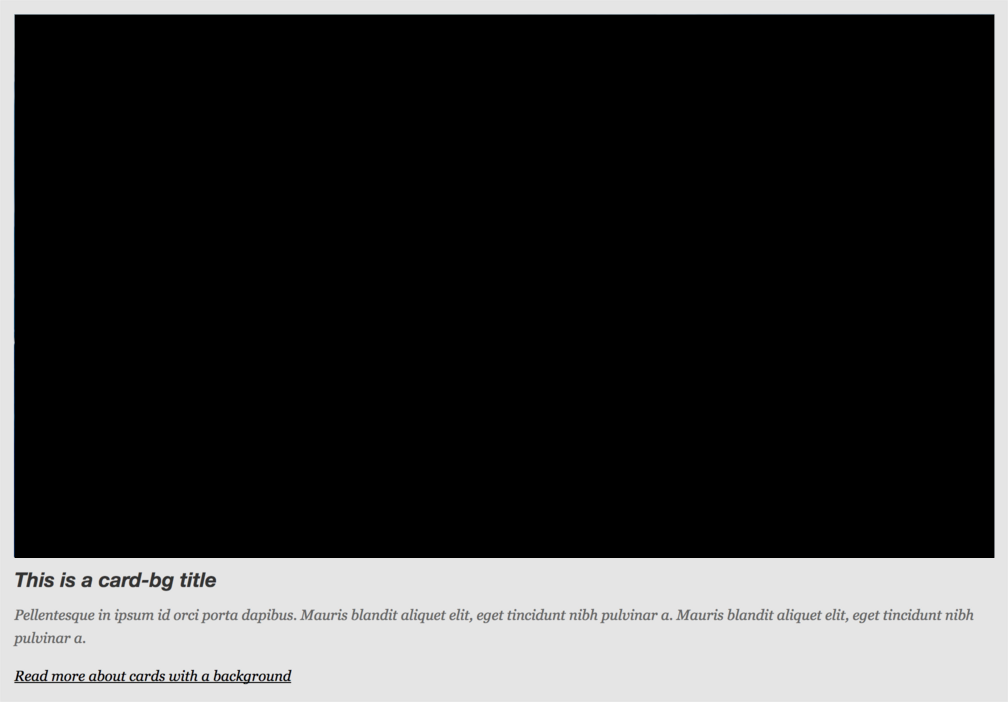 This is a card-bg title
Pellentesque in ipsum id orci porta dapibus. Mauris blandit aliquet elit, eget tincidunt nibh pulvinar a. Mauris blandit aliquet elit, eget tincidunt nibh
pulvinar a.
Read more about cards with a background